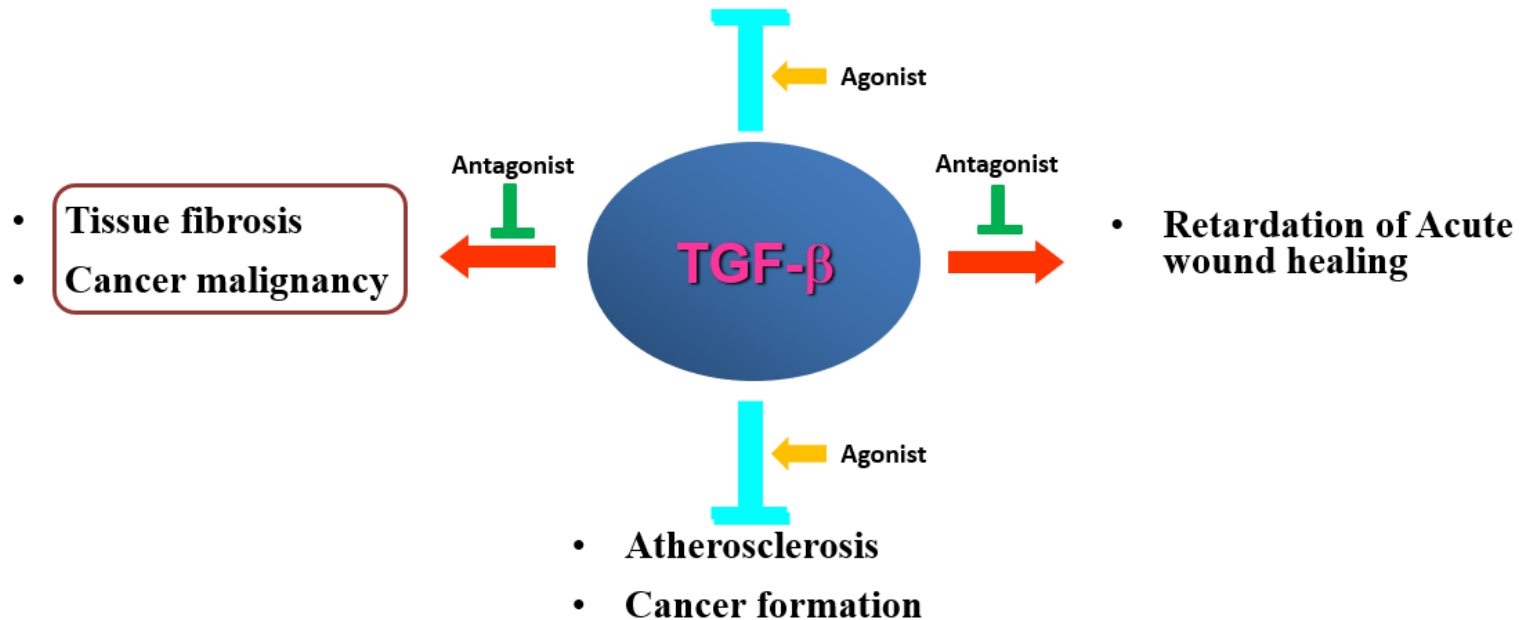 Agonist
Antagonist
Antagonist
• Tissue fibrosis
• Cancer malignancy
TGF-β
• Retardation of Acute
wound healing
Agonist
• Atherosclerosis
• Cancer formation